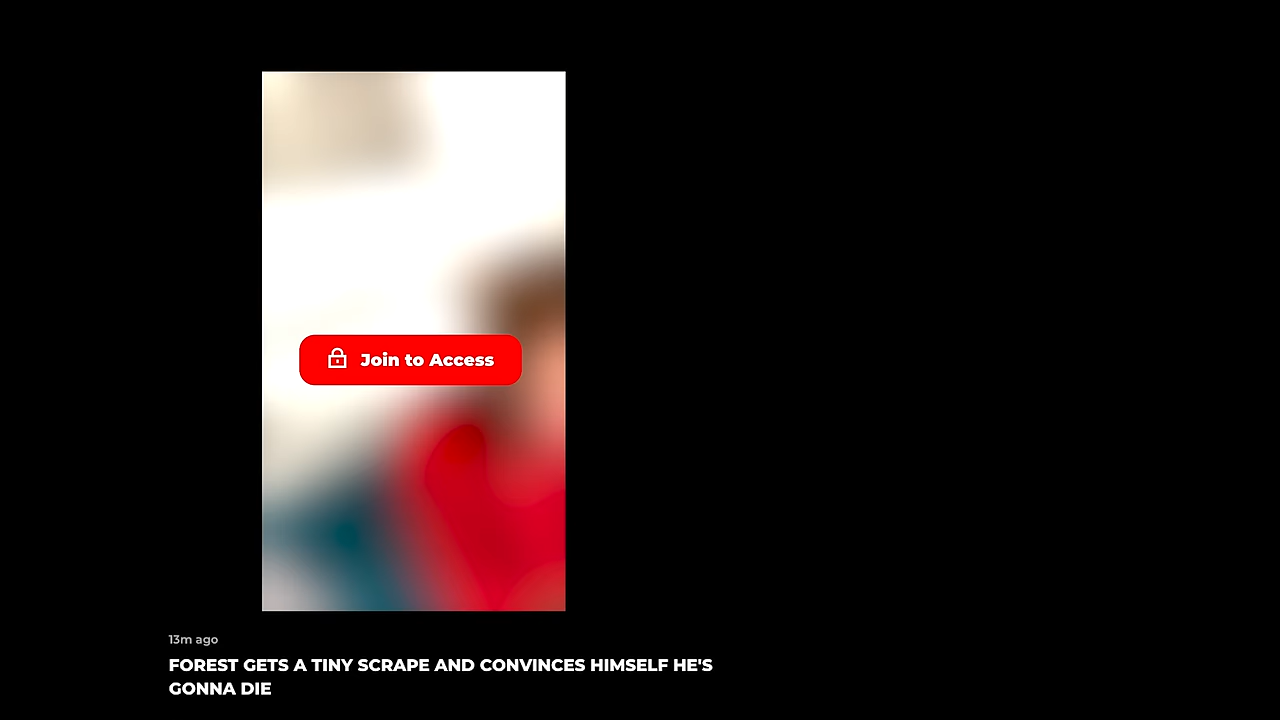 Join to Access
13m ago
FOREST GETS A TINY SCRAPE AND CONVINCES HIMSELF HE'S
GONNA DIE